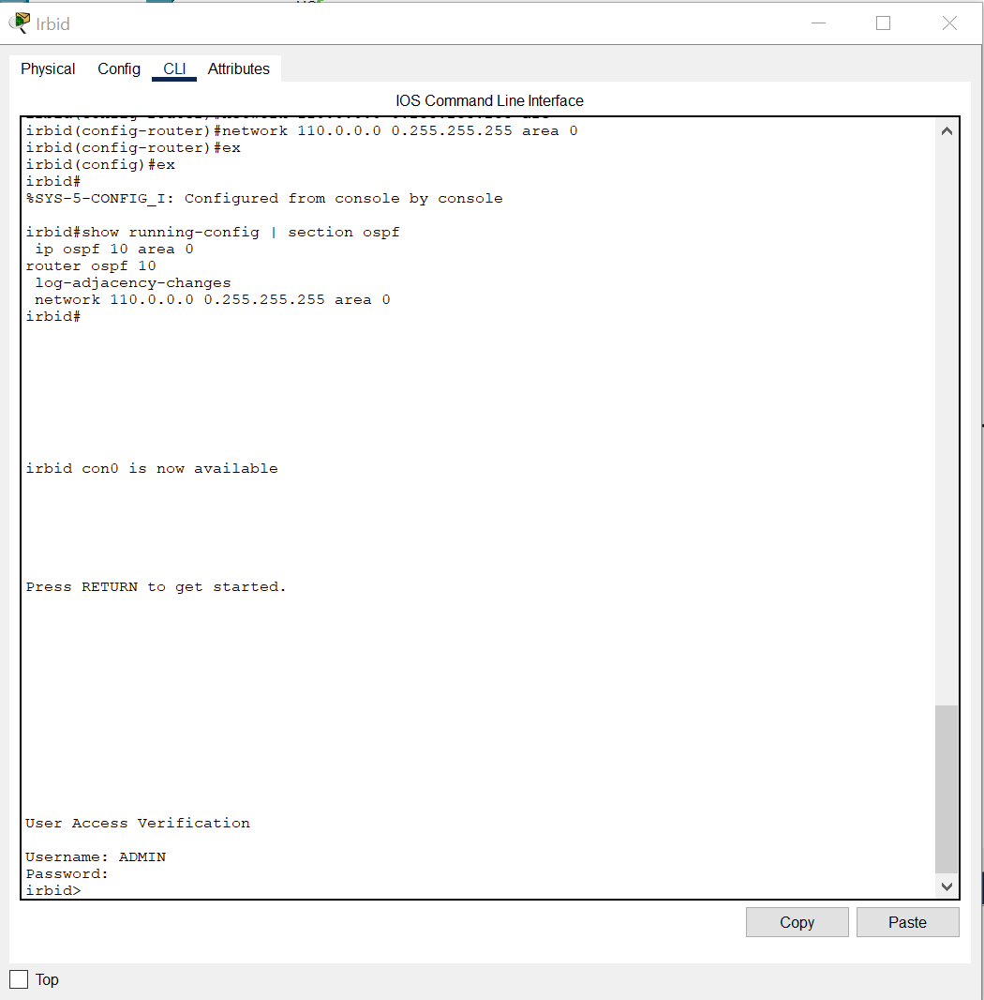 Irbid
Physical Config CLI Attributes
IOS Command Line Interface
irbid(config-router)#network 110.0.0.0 0.255.255.255 area 0
irbid(config-router)#ex
irbid(config)#ex
irbid#
%SYS-5-CONFIG_I: Configured from console by console
irbid#show running-config | section ospf
 ip ospf 10 area 0
router ospf 10
 log-adjacency-changes
 network 110.0.0.0 0.255.255.255 area 0
irbid#
irbid con0 is now available
Press RETURN to get started.
User Access Verification
Username: ADMIN
Password:
irbid>
Copy Paste
Top